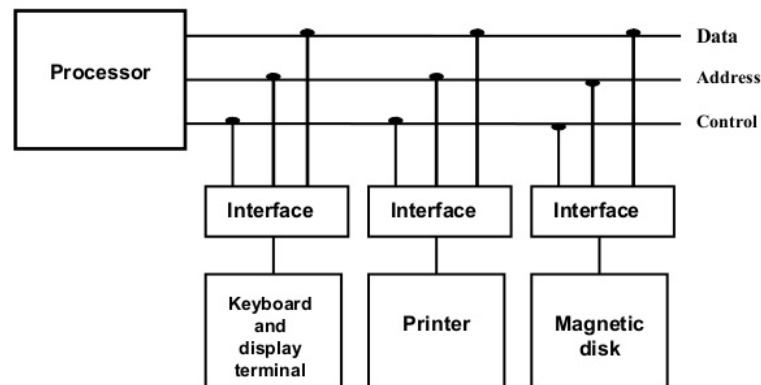 Processor
Data
Address
Control
Interface
Interface
Interface
Keyboard
and
display
terminal
Printer
Magnetic
disk